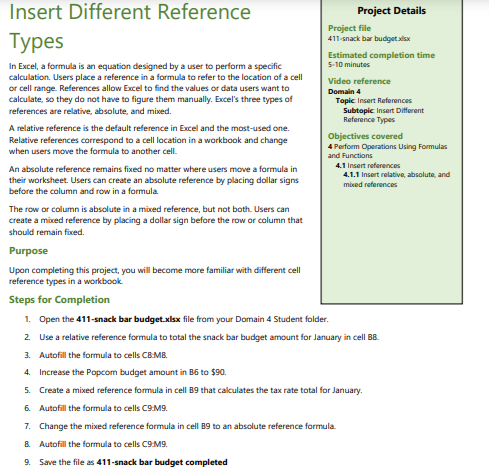 Insert Different Reference
Types
In Excel, a formula is an equation designed by a user to perform a specific
calculation. Users place a reference in a formula to refer to the location of a cell
or cell range. References allow Excel to find the values or data users want to
calculate, so they do not have to figure them manually. Excel's three types of
references are relative, absolute, and mixed.
A relative reference is the default reference in Excel and the most-used one.
Relative references correspond to a cell location in a workbook and change
when users move the formula to another cell.
An absolute reference remains fixed no matter where users move a formula in
their worksheet. Users can create an absolute reference by placing dollar signs
before the column and row in a formula.
The row or column is absolute in a mixed reference, but not both. Users can
create a mixed reference by placing a dollar sign before the row or column that
should remain fixed.
Purpose
Upon completing this project, you will become more familiar with different cell
reference types in a workbook.
Steps for Completion
1. Open the 411-snack bar budget.xlsx file from your Domain 4 Student folder.
2. Use a relative reference formula to total the snack bar budget amount for January in cell B8.
3. Autofill the formula to cells C8:M8.
4. Increase the Popcorn budget amount in B6 to $90.
5. Create a mixed reference formula in cell B9 that calculates the tax rate total for January.
6. Autofill the formula to cells C9:M9.
7. Change the mixed reference formula in cell B9 to an absolute reference formula.
8. Autofill the formula to cells C9:M9.
9. Save the file as 411-snack bar budget completed
Project Details
Project file
411-snack bar budget.xlsx
Estimated completion time
5-10 minutes
Video reference
Domain 4
Topic: Insert References
Subtopic: Insert Different
Reference Types
Objectives covered
4 Perform Operations Using Formulas
and Functions
4.1 Insert references
4.1.1 Insert relative, absolute, and
mixed references